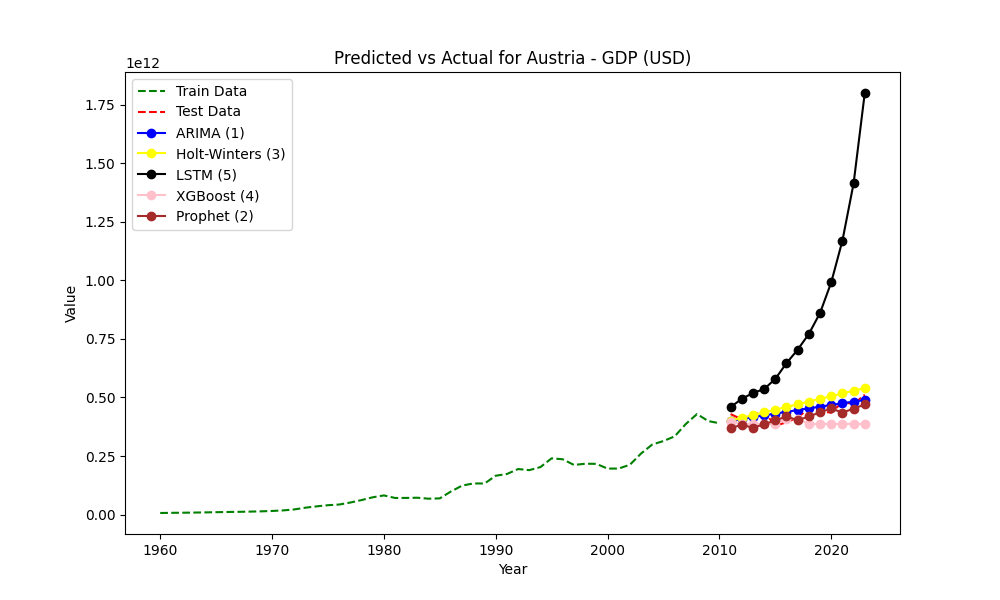 Predicted vs Actual for Austria - GDP (USD)
1e12
Train Data
Test Data
ARIMA (1)
Holt-Winters (3)
LSTM (5)
XGBoost (4)
Prophet (2)
1.75
1.50
1.25
1.00
0.75
0.50
0.25
0.00
Value
1960 1970 1980 1990 2000 2010 2020
Year